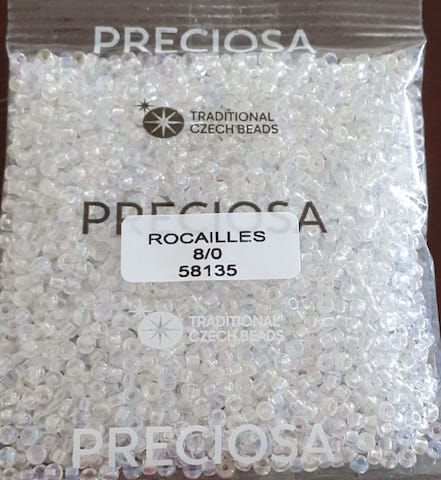 PRECIOSA
TRADITIONAL
CZECH BEADS
PRECIOSA
ROCAILLES
8/0
58135
TRADITIONAL
CZECH BEADS
PRECIOSA